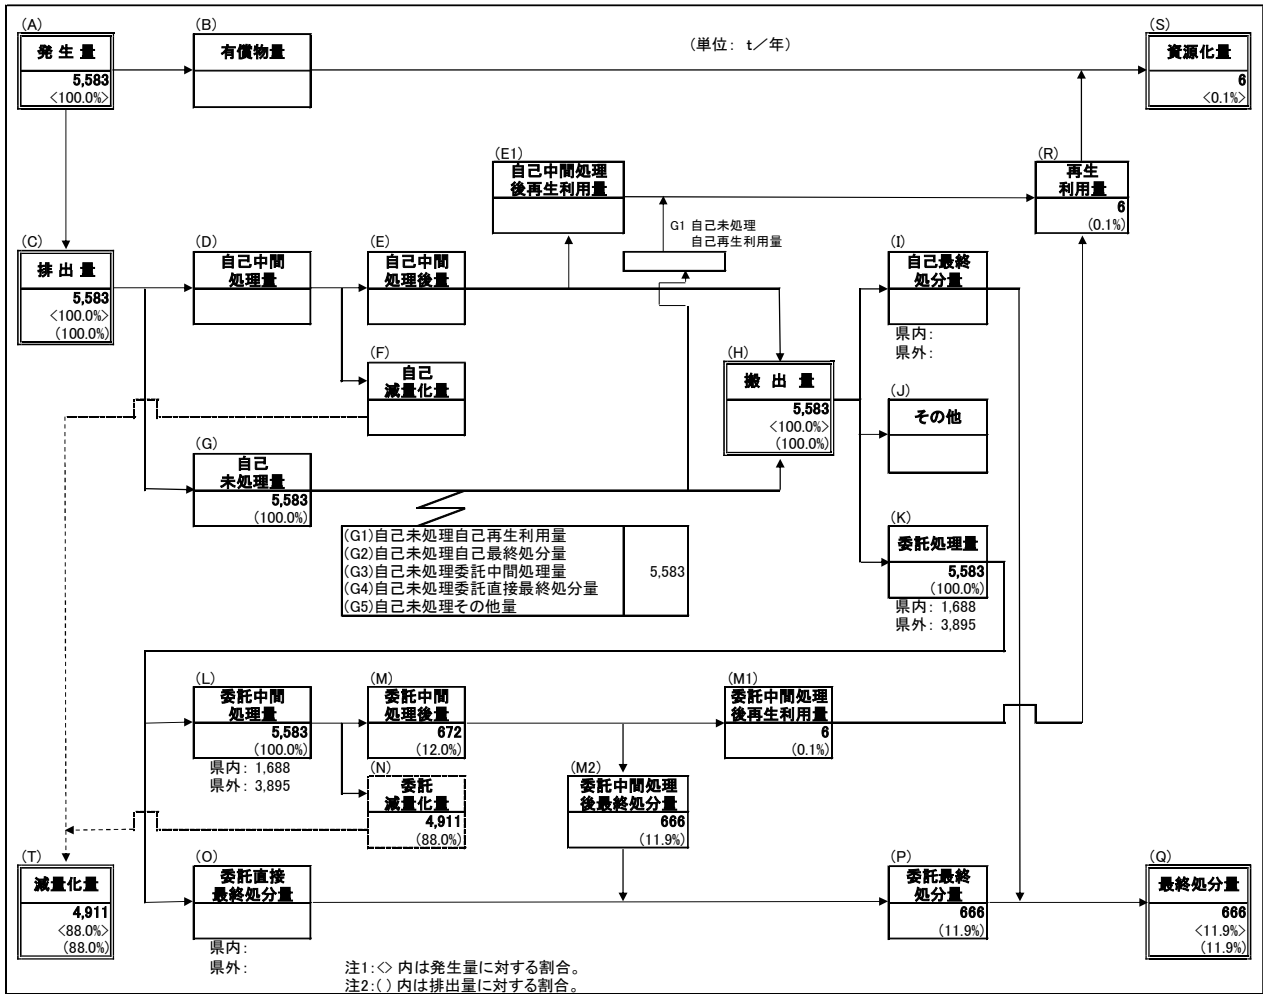 (A)
発 生 量
5,583
<100.0%>
(B)
有償物量
(単位： ｔ／年)
(S)
資源化量
6
<0.1%>
(E1)
自己中間処理
後再生利用量
(R)
再生
利用量
6
(0.1%)
G1 自己未処理
自己再生利用量
(C)
排 出 量
5,583
<100.0%>
(100.0%)
(D)
自己中間
処理量
(E)
自己中間
処理後量
(I)
自己最終
処分量
県内：
県外：
(F)
自己
減量化量
(H)
搬 出 量
5,583
<100.0%>
(100.0%)
(J)
その他
(G)
自己
未処理量
5,583
(100.0%)
(G1)自己未処理自己再生利用量
(G2)自己未処理自己最終処分量
(G3)自己未処理委託中間処理量 5,583
(G4)自己未処理委託直接最終処分量
(G5)自己未処理その他量
(K)
委託処理量
5,583
(100.0%)
県内： 1,688
県外： 3,895
(L)
委託中間
処理量
5,583
(100.0%)
県内： 1,688
県外： 3,895
(M)
委託中間
処理後量
672
(12.0%)
(M1)
委託中間処理
後再生利用量
6
(0.1%)
(N)
委託
減量化量
4,911
(88.0%)
(M2)
委託中間処理
後最終処分量
666
(11.9%)
(T)
減量化量
4,911
<88.0%>
(88.0%)
(O)
委託直接
最終処分量
県内：
県外：
(P)
委託最終
処分量
666
(11.9%)
(Q)
最終処分量
666
<11.9%>
(11.9%)
注1:<> 内は発生量に対する割合。
注2:( ) 内は排出量に対する割合。